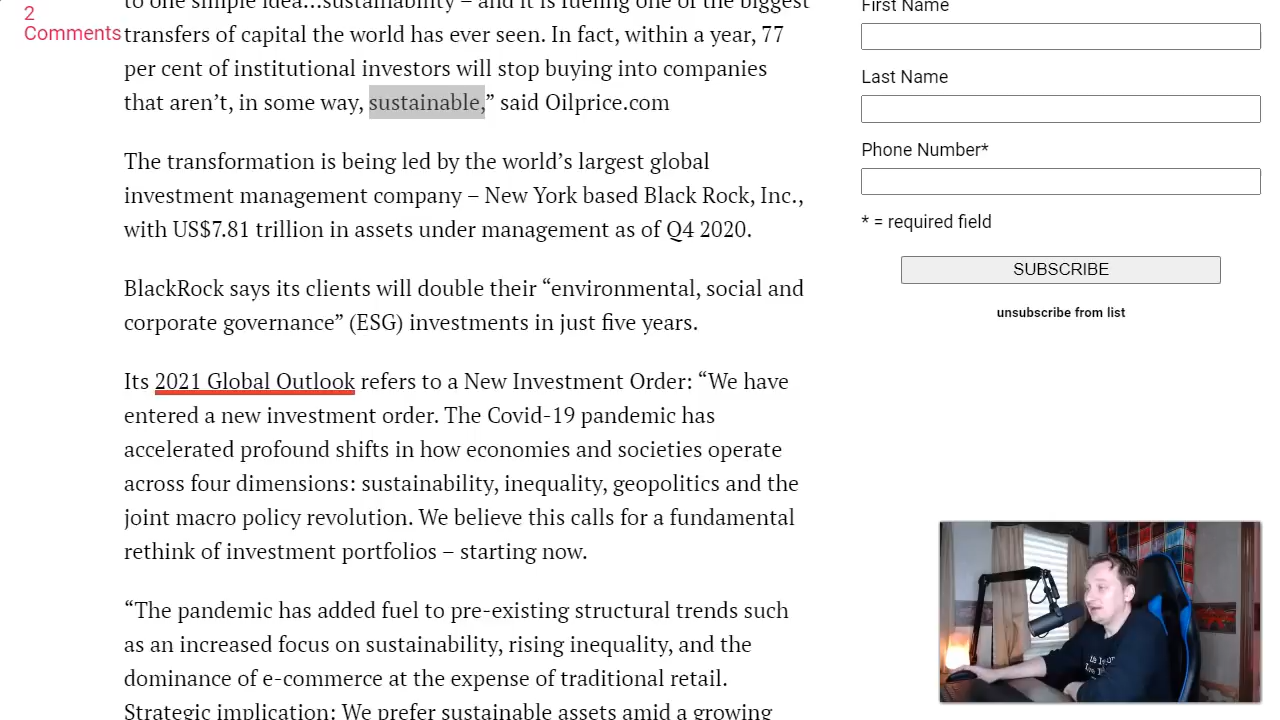 to one simple idea...sustainability – and it is fueling one of the biggest
transfers of capital the world has ever seen. In fact, within a year, 77
per cent of institutional investors will stop buying into companies
that aren’t, in some way, sustainable,” said Oilprice.com
The transformation is being led by the world’s largest global
investment management company – New York based Black Rock, Inc.,
with US$7.81 trillion in assets under management as of Q4 2020.
BlackRock says its clients will double their “environmental, social and
corporate governance” (ESG) investments in just five years.
Its 2021 Global Outlook refers to a New Investment Order: “We have
entered a new investment order. The Covid-19 pandemic has
accelerated profound shifts in how economies and societies operate
across four dimensions: sustainability, inequality, geopolitics and the
joint macro policy revolution. We believe this calls for a fundamental
rethink of investment portfolios – starting now.
“The pandemic has added fuel to pre-existing structural trends such
as an increased focus on sustainability, rising inequality, and the
dominance of e-commerce at the expense of traditional retail.
Strategic implication: We prefer sustainable assets amid a growing
2
Comments
First Name
Last Name
Phone Number*
* = required field
SUBSCRIBE
unsubscribe from list